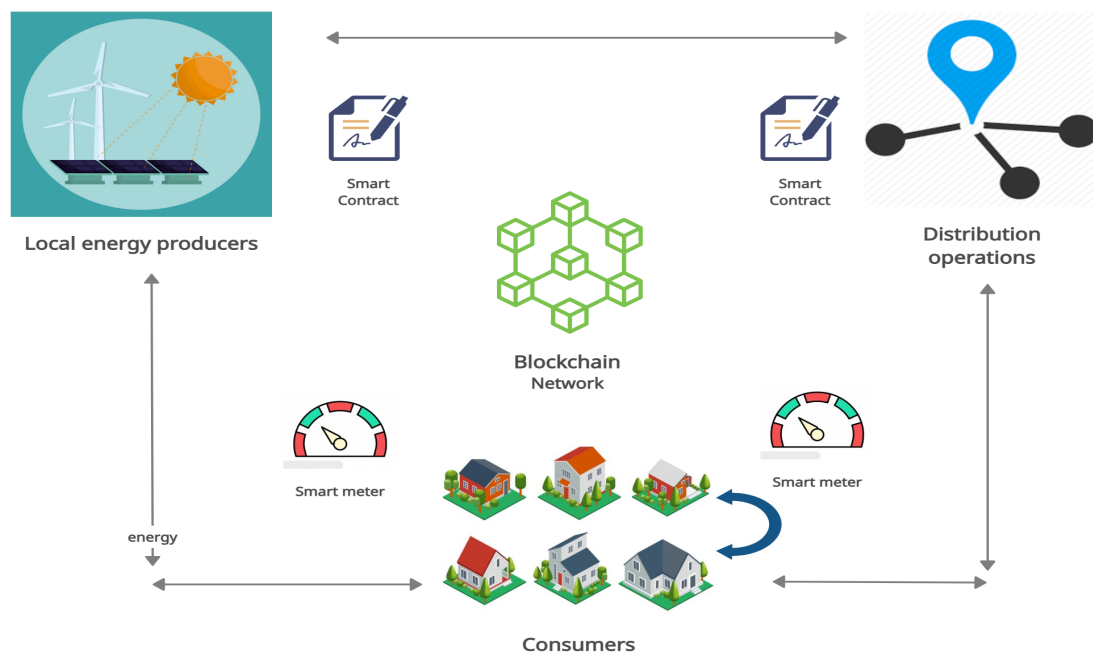 Smart
Contract
Smart
Contract
Local energy producers
Distribution
operations
Blockchain
Network
Smart meter
Smart meter
energy
Consumers